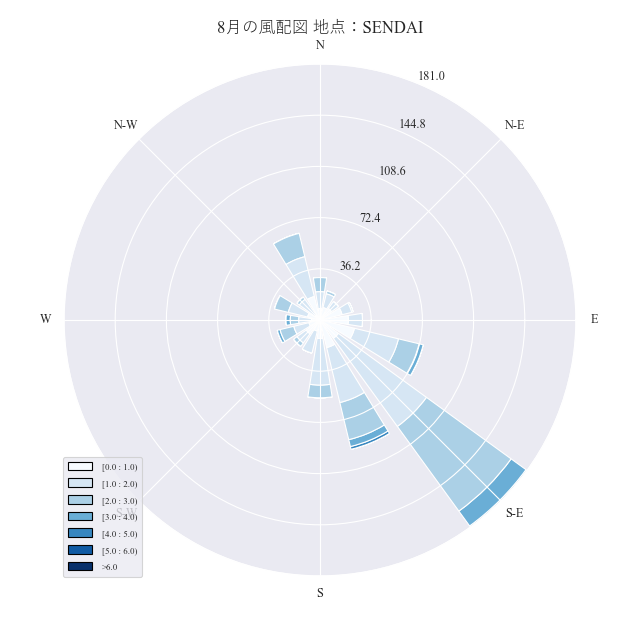 8月の風配図 地点：SENDAI
N
181.0
N-W
N-E
144.8
108.6
72.4
36.2
W
E
[0.0 : 1.0)
[1.0 : 2.0)
[2.0 : 3.0)
S-W
S-E
[3.0 : 4.0)
[4.0 : 5.0)
[5.0 : 6.0)
>6.0
S